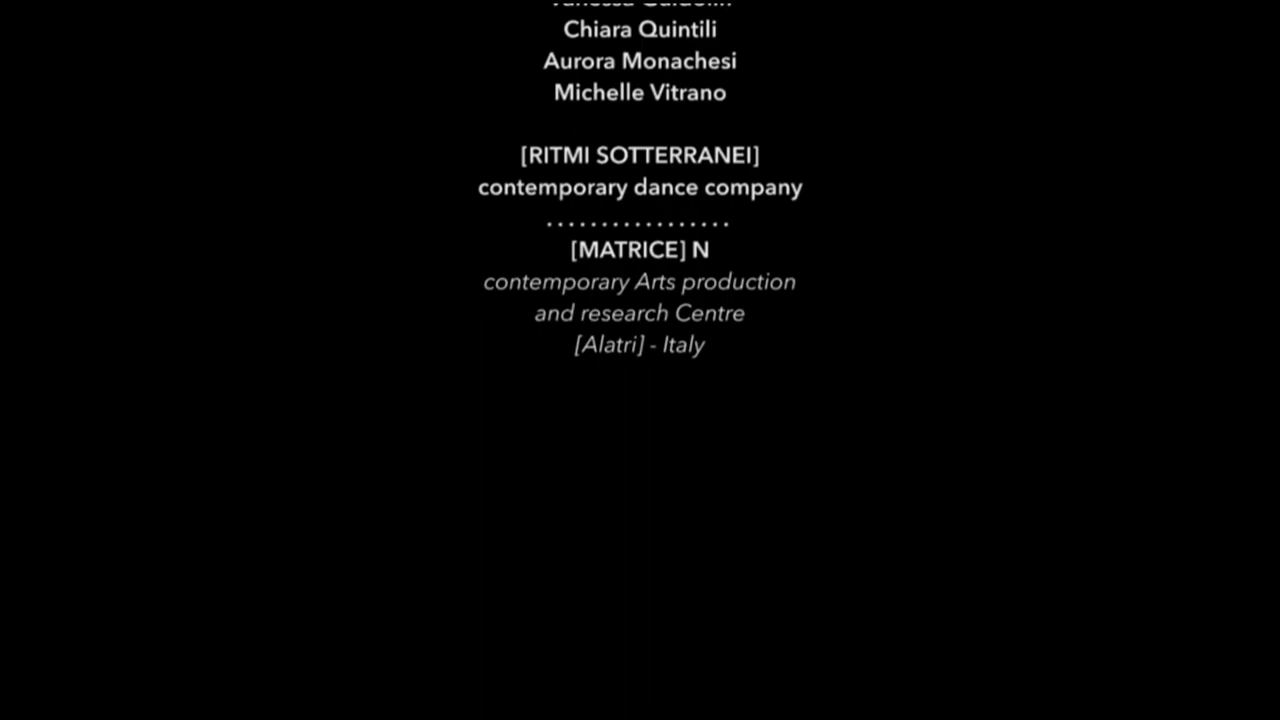 Chiara Quintili
Aurora Monachesi
Michelle Vitrano
[RITMI SOTTERRANEI]
contemporary dance company
.................
[MATRICE] N
contemporary Arts production
and research Centre
[Alatri] - Italy